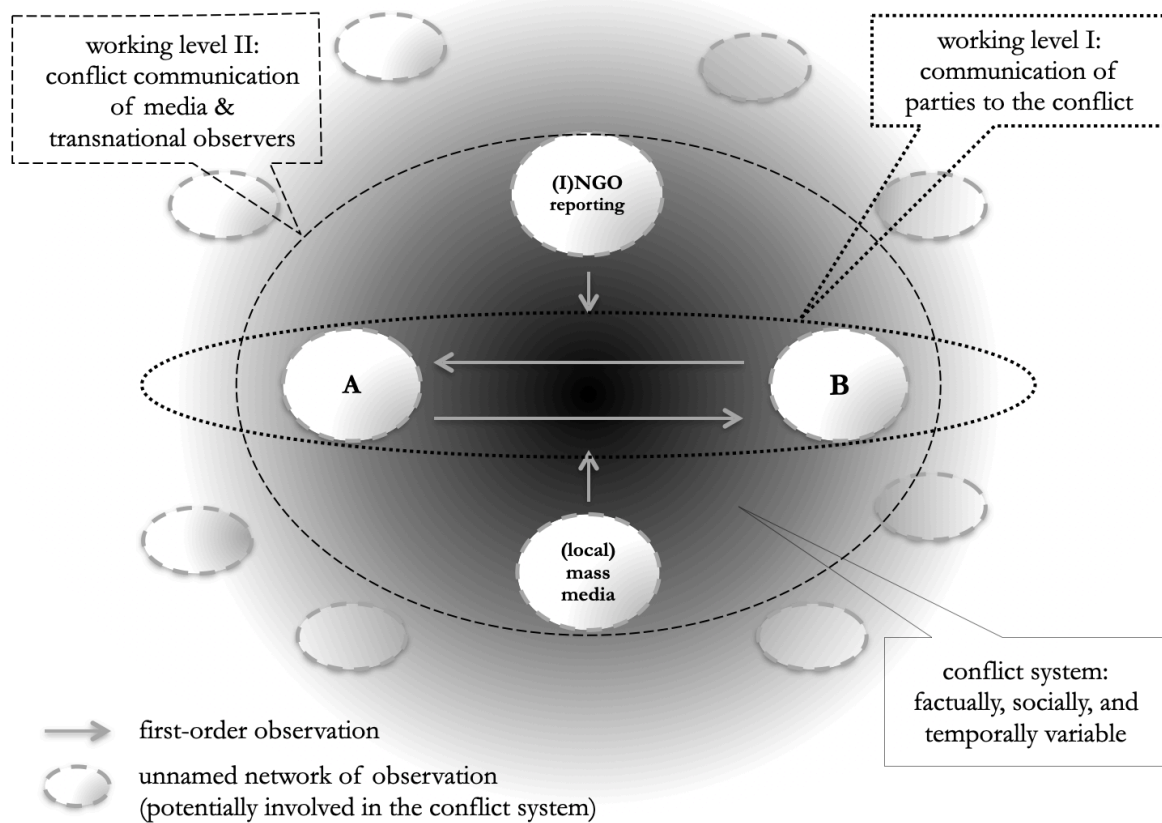 working level II:
conflict communication
of media &
transnational observers
working level I:
communication of
parties to the conflict
(I)NGO
reporting
A
B
(local)
mass
media
conflict system:
factually, socially, and
temporally variable
first-order observation
unnamed network of observation
(potentially involved in the conflict system)